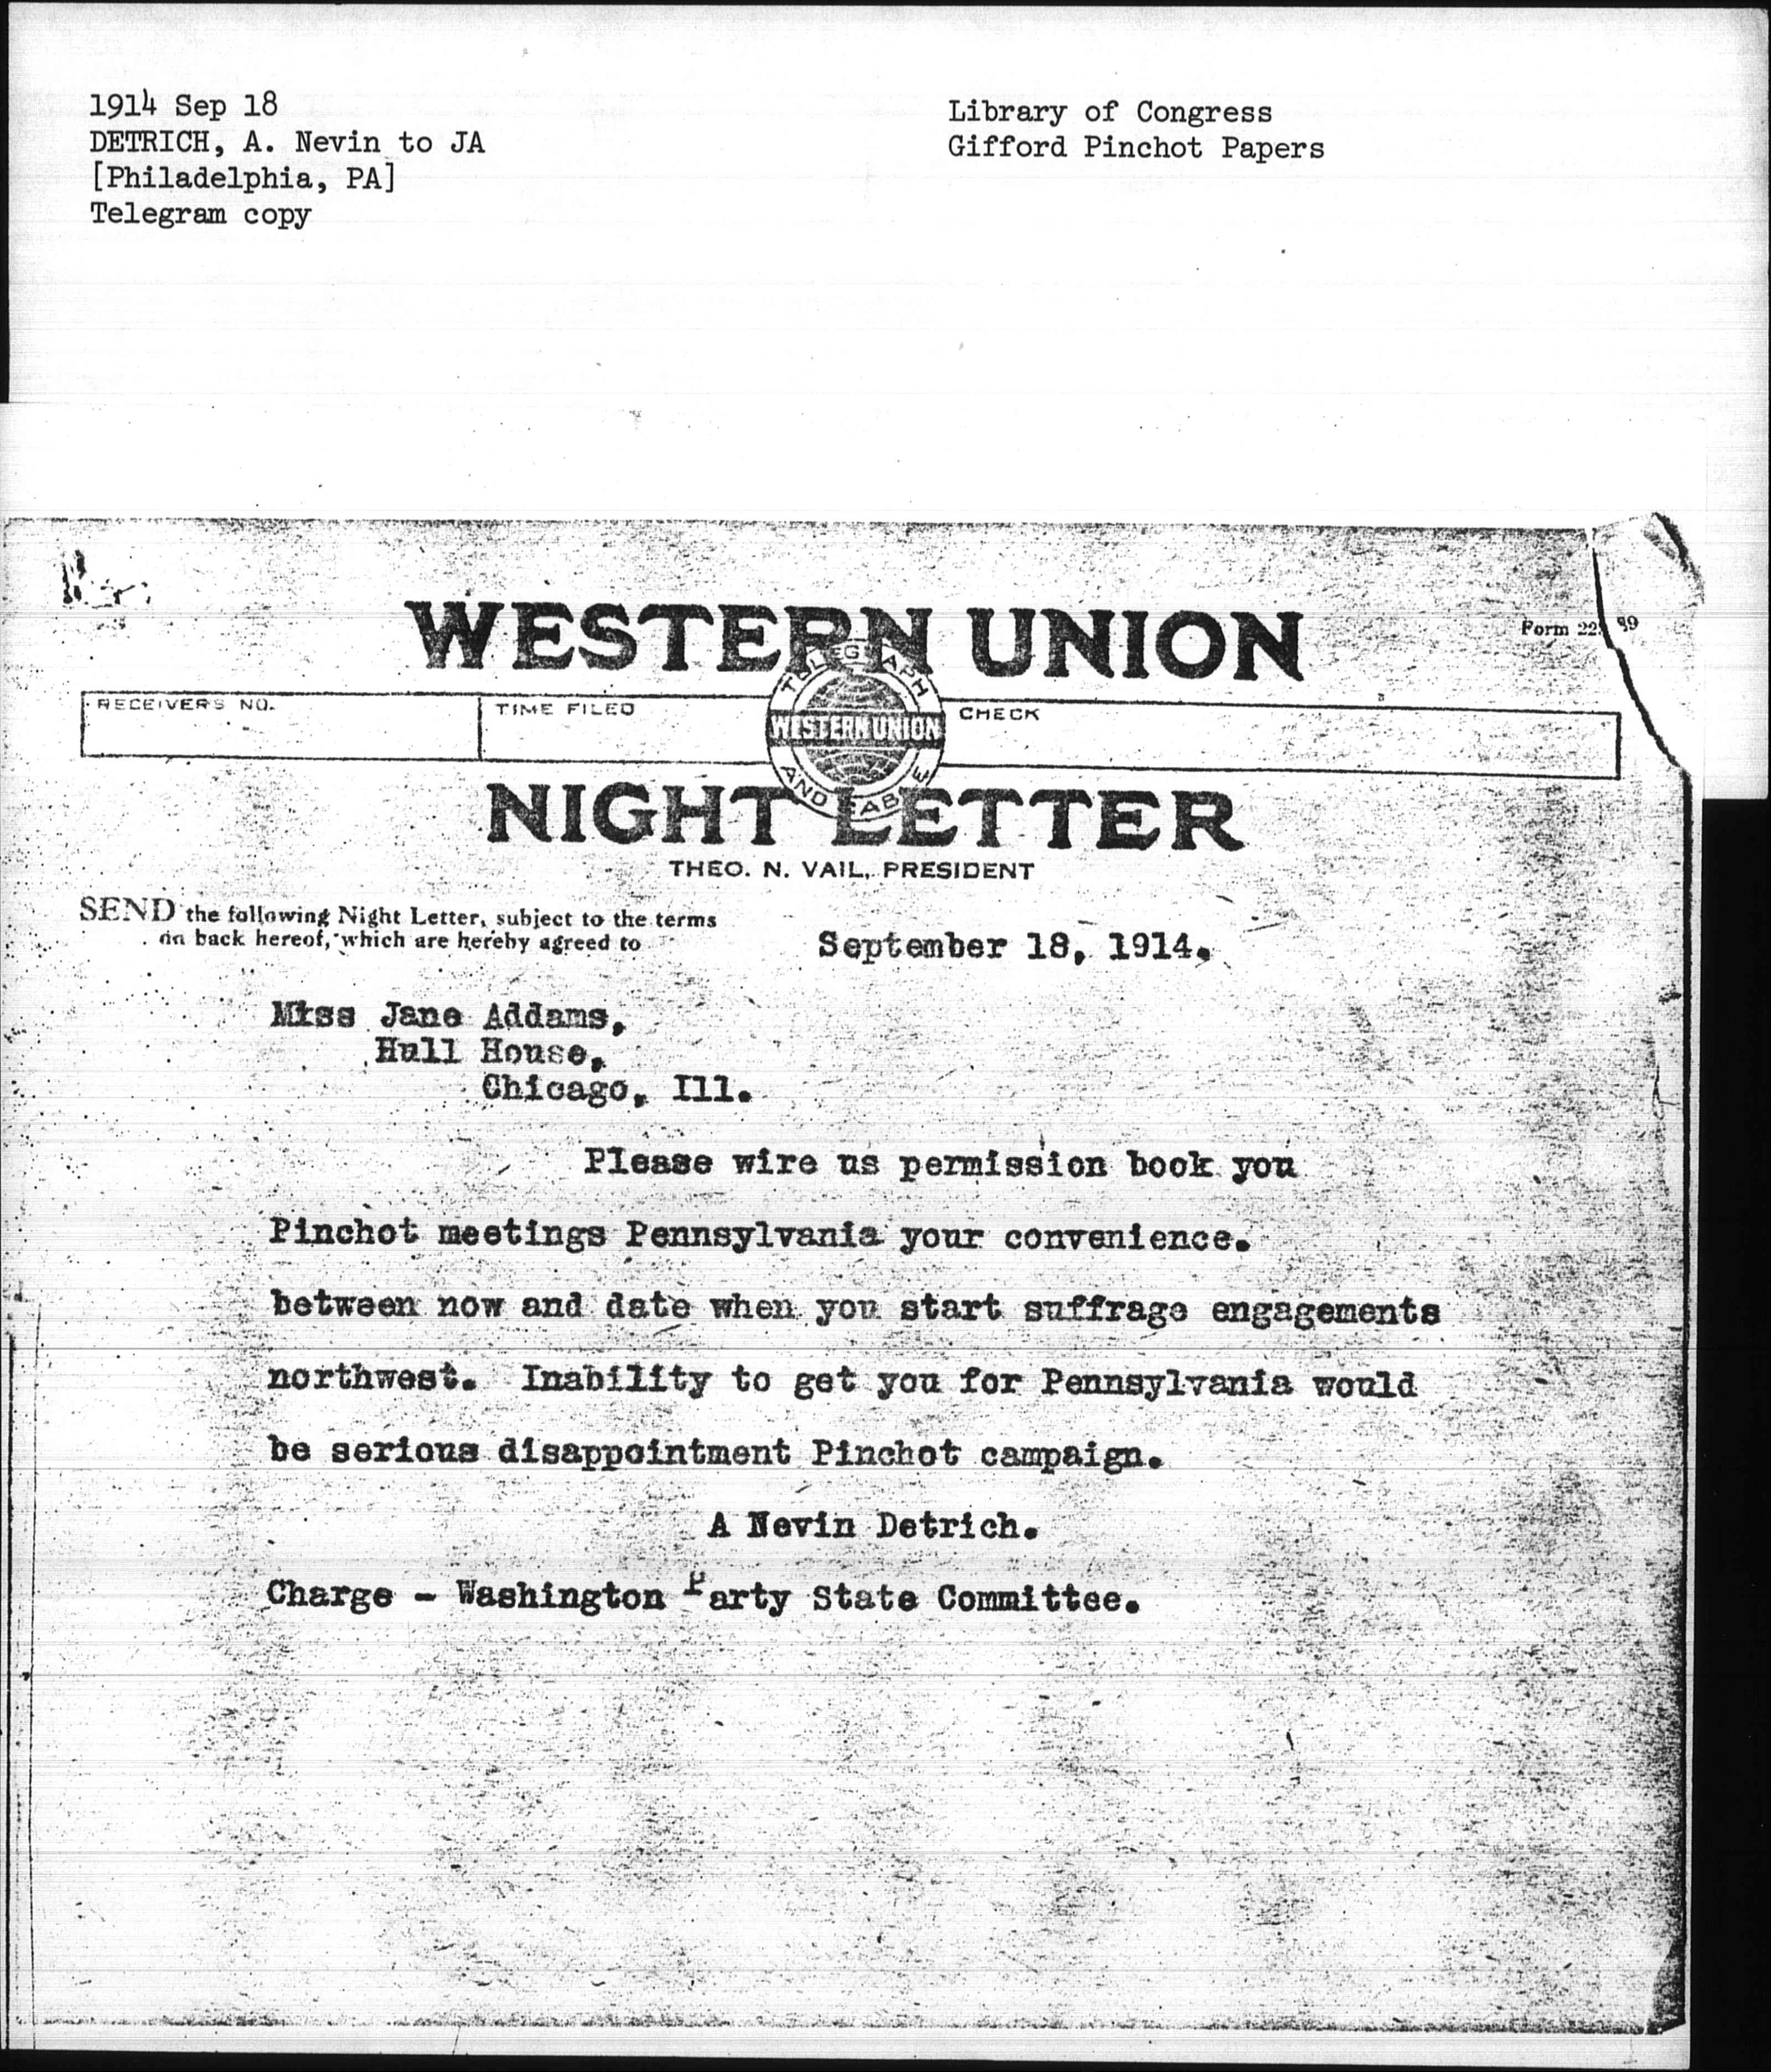 1914 Sep 18
DETRICH, A. Nevin to JA
[Philadelphia, PA]
Telegram copy
Library of Congress
Gifford Pinchot Papers
WESTERN UNION
Form 22 89
RECEIVERS NO.
TIME FILED
CHECK
TELEGRAPH
WESTERN UNION
AND CABLE
NIGHT LETTER
THEO. N. VAIL, PRESIDENT
SEND the following Night Letter, subject to the terms
on back hereof, which are hereby agreed to
September 18, 1914.
Miss Jane Addams,
Hull House,
Chicago, Ill.
Please wire us permission book you
Pinchot meetings Pennsylvania your convenience.
between now and date when you start suffrage engagements
northwest. Inability to get you for Pennsylvania would
be serious disappointment Pinchot campaign.
A Nevin Detrich.
Charge - Washington Party State Committee.